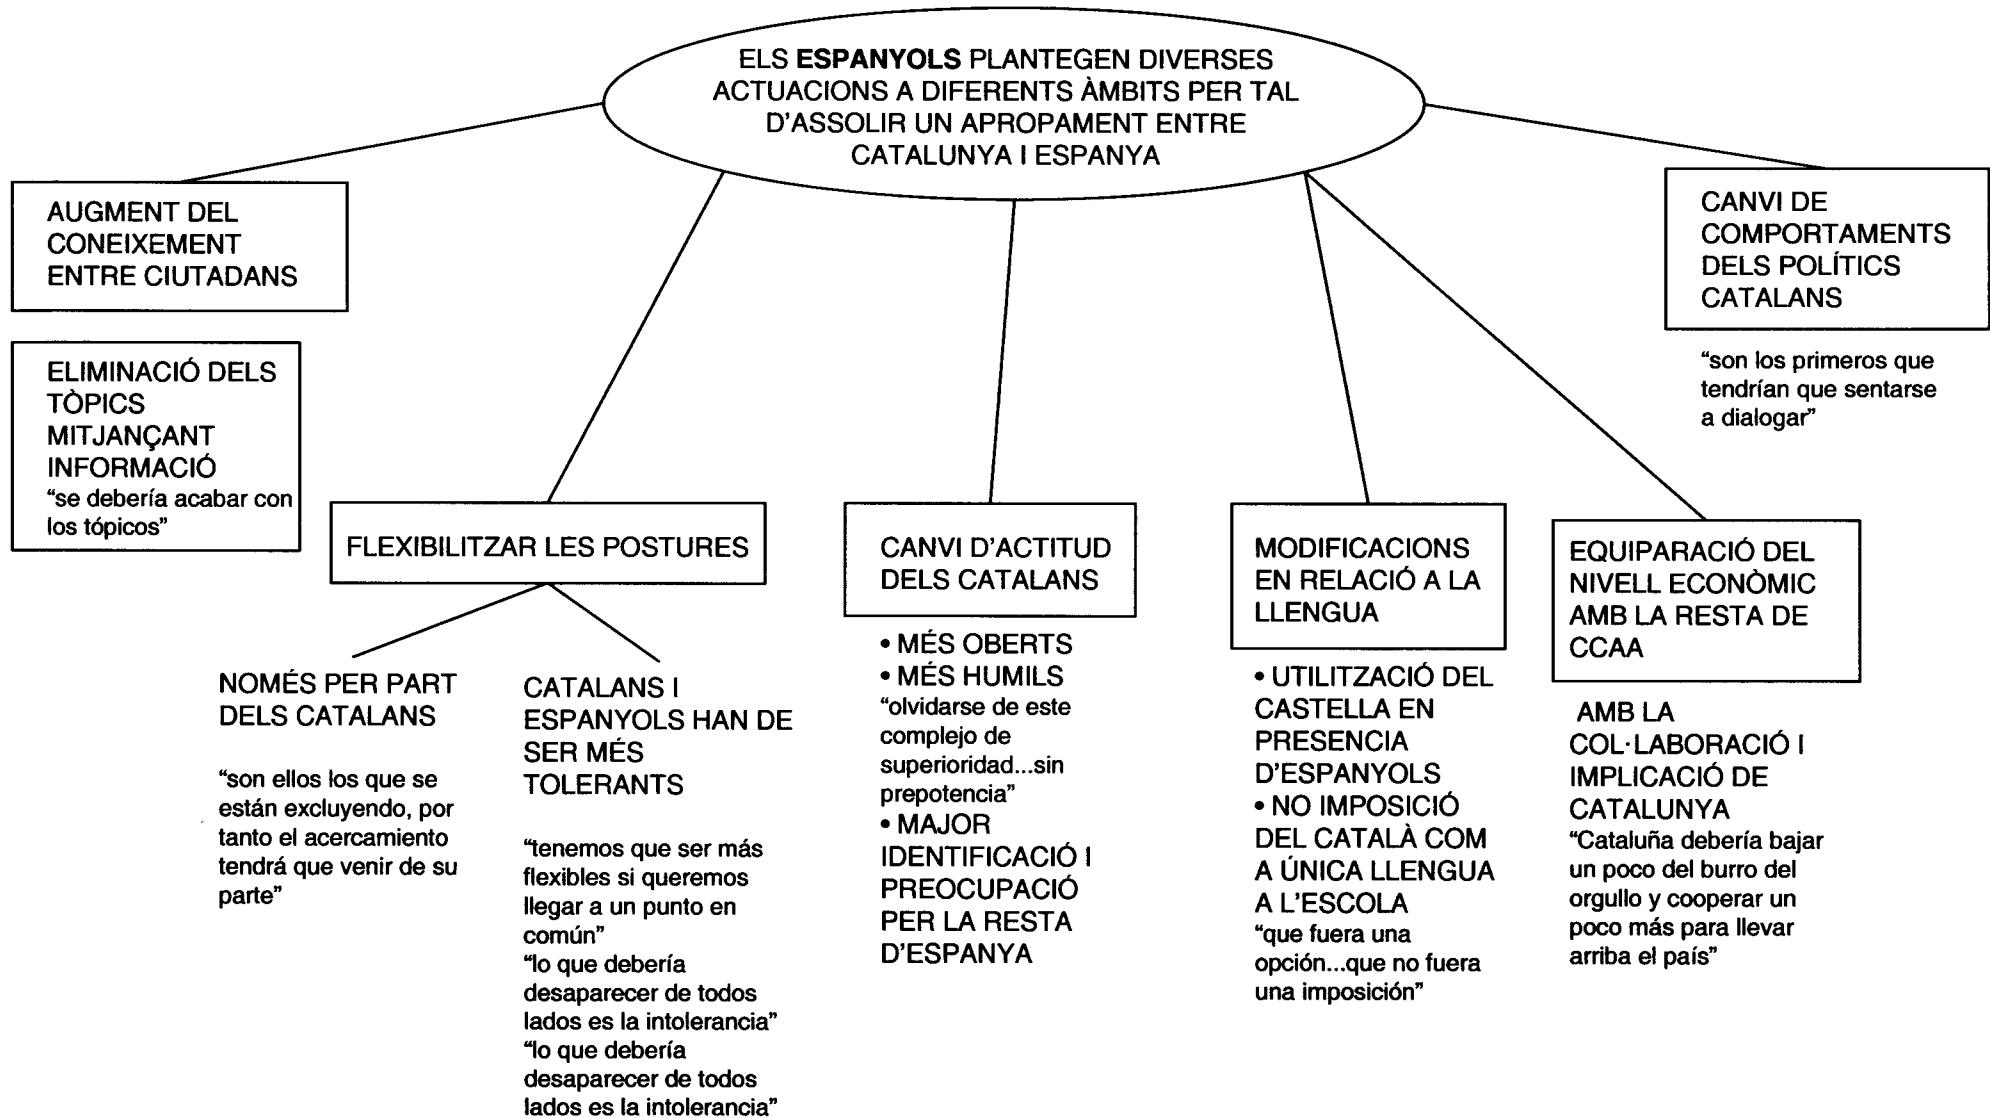 ELS ESPANYOLS PLANTEGEN DIVERSES
ACTUACIONS A DIFERENTS ÀMBITS PER TAL
D'ASSOLIR UN APROPAMENT ENTRE
CATALUNYA I ESPANYA
AUGMENT DEL
CONEIXEMENT
ENTRE CIUTADANS
ELIMINACIÓ DELS
TÒPICS
MITJANÇANT
INFORMACIÓ
“se debería acabar con
los tópicos”
FLEXIBILITZAR LES POSTURES
NOMÉS PER PART
DELS CATALANS
“son ellos los que se
están excluyendo, por
tanto el acercamiento
tendrá que venir de su
parte”
CATALANS I
ESPANYOLS HAN DE
SER MÉS
TOLERANTS
“tenemos que ser más
flexibles si queremos
llegar a un punto en
común”
“lo que debería
desaparecer de todos
lados es la intolerancia”
“lo que debería
desaparecer de todos
lados es la intolerancia”
CANVI D'ACTITUD
DELS CATALANS
• MÉS OBERTS
• MÉS HUMILS
“olvidarse de este
complejo de
superioridad...sin
prepotencia”
• MAJOR
IDENTIFICACIÓ I
PREOCUPACIÓ
PER LA RESTA
D'ESPANYA
MODIFICACIONS
EN RELACIÓ A LA
LLENGUA
• UTILITZACIÓ DEL
CASTELLA EN
PRESENCIA
D'ESPANYOLS
• NO IMPOSICIÓ
DEL CATALÀ COM
A ÚNICA LLENGUA
A L'ESCOLA
“que fuera una
opción...que no fuera
una imposición”
EQUIPARACIÓ DEL
NIVELL ECONÒMIC
AMB LA RESTA DE
CCAA
AMB LA
COL·LABORACIÓ I
IMPLICACIÓ DE
CATALUNYA
“Cataluña debería bajar
un poco del burro del
orgullo y cooperar un
poco más para llevar
arriba el país”
CANVI DE
COMPORTAMENTS
DELS POLÍTICS
CATALANS
“son los primeros que
tendrían que sentarse
a dialogar”